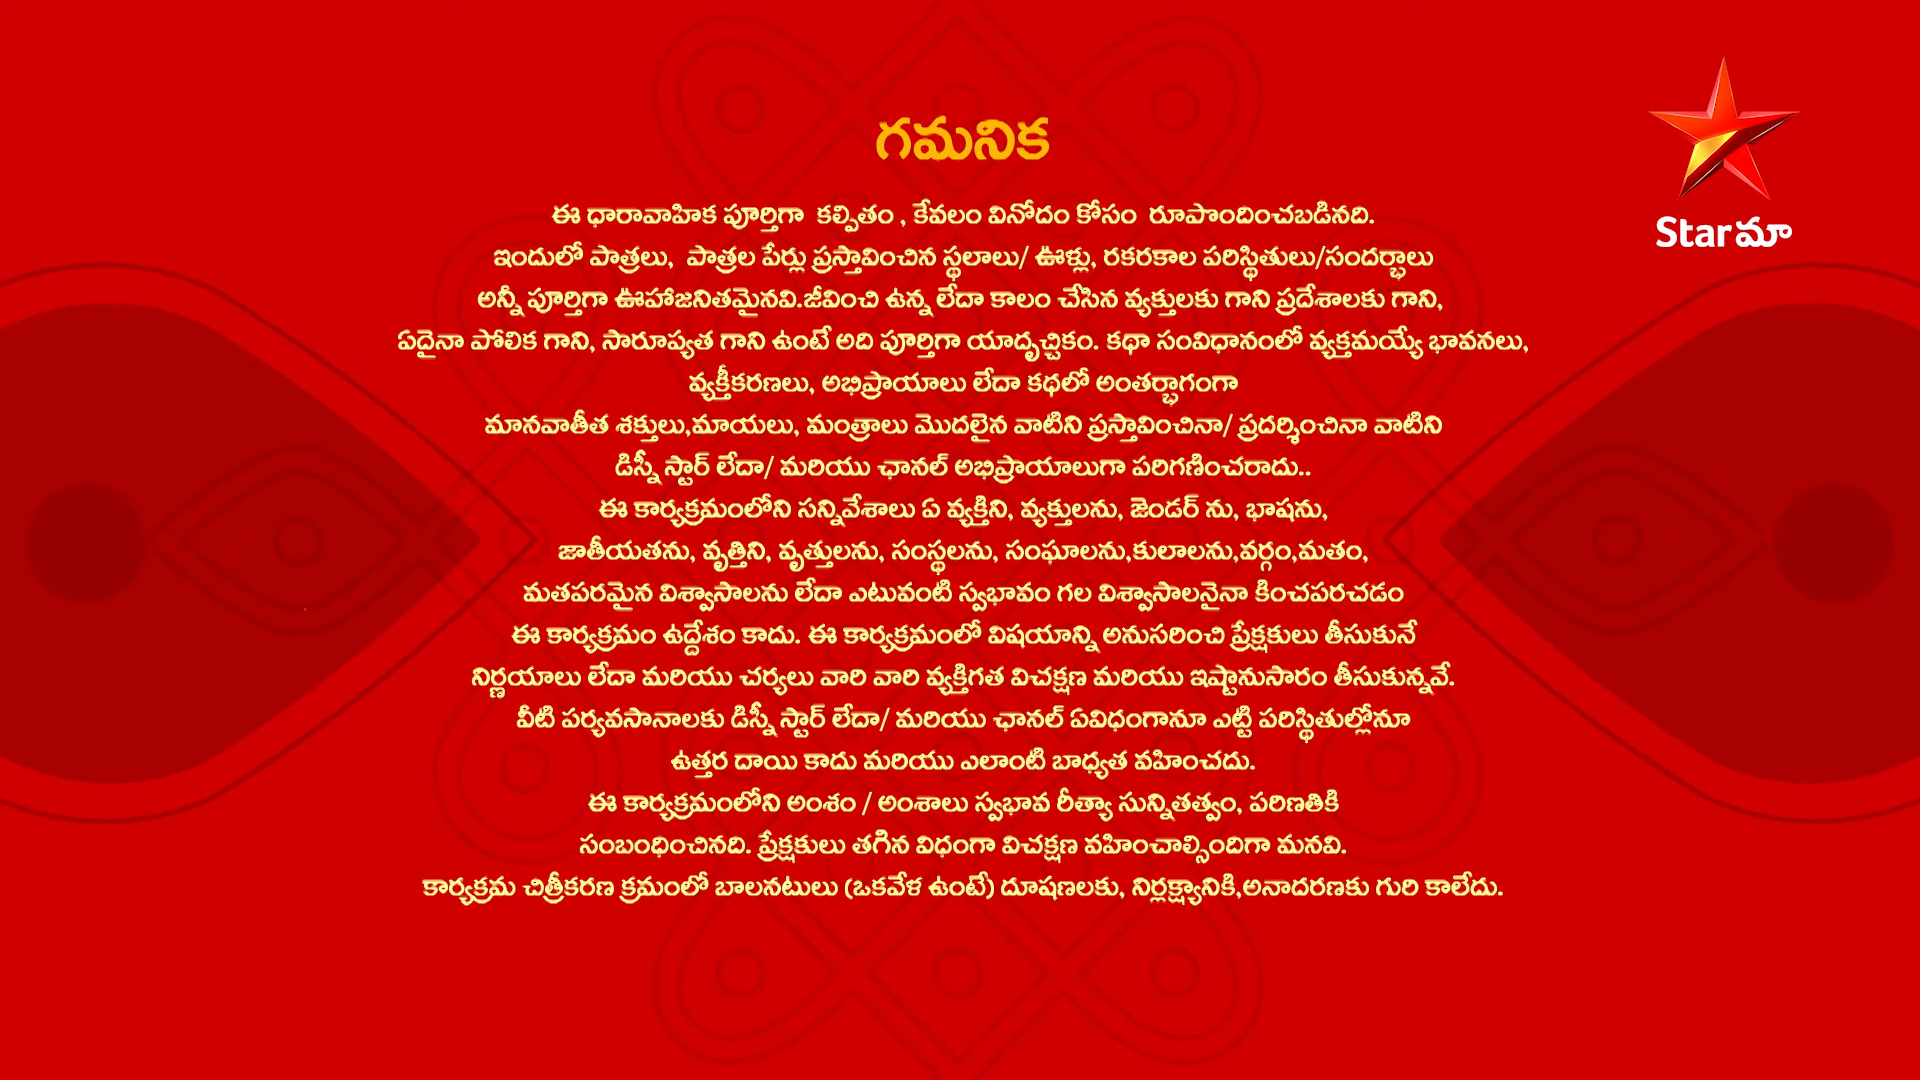 గమనిక
Starమా
ఈ ధారావాహిక పూర్తిగా కల్పితం , కేవలం వినోదం కోసం రూపొందించబడినది.
ఇందులో పాత్రలు, పాత్రల పేర్లు ప్రస్తావించిన స్థలాలు/ ఊళ్లు, రకరకాల పరిస్థితులు/సందర్భాలు
అన్నీ పూర్తిగా ఊహాజనితమైనవి.జీవించి ఉన్న లేదా కాలం చేసిన వ్యక్తులకు గాని ప్రదేశాలకు గాని,
ఏదైనా పోలిక గాని, సారూప్యత గాని ఉంటే అది పూర్తిగా యాదృచ్చికం. కథా సంవిధానంలో వ్యక్తమయ్యే భావనలు,
వ్యక్తీకరణలు, అభిప్రాయాలు లేదా కథలో అంతర్భాగంగా
మానవాతీత శక్తులు,మాయలు, మంత్రాలు మొదలైన వాటిని ప్రస్తావించినా/ ప్రదర్శించినా వాటిని
డిస్నీ స్టార్ లేదా/ మరియు ఛానల్ అభిప్రాయాలుగా పరిగణించరాదు..
ఈ కార్యక్రమంలోని సన్నివేశాలు ఏ వ్యక్తిని, వ్యక్తులను, జెండర్ ను, భాషను,
జాతీయతను, వృత్తిని, వృత్తులను, సంస్థలను, సంఘాలను,కులాలను,వర్గం,మతం,
మతపరమైన విశ్వాసాలను లేదా ఎటువంటి స్వభావం గల విశ్వాసాలనైనా కించపరచడం
ఈ కార్యక్రమం ఉద్దేశం కాదు. ఈ కార్యక్రమంలో విషయాన్ని అనుసరించి ప్రేక్షకులు తీసుకునే
నిర్ణయాలు లేదా మరియు చర్యలు వారి వారి వ్యక్తిగత విచక్షణ మరియు ఇష్టానుసారం తీసుకున్నవే.
వీటి పర్యవసానాలకు డిస్నీ స్టార్ లేదా/ మరియు ఛానల్ ఏవిధంగానూ ఎట్టి పరిస్థితుల్లోనూ
ఉత్తర దాయి కాదు మరియు ఎలాంటి బాధ్యత వహించదు.
ఈ కార్యక్రమంలోని అంశం / అంశాలు స్వభావ రీత్యా సున్నితత్వం, పరిణతికి
సంబంధించినది. ప్రేక్షకులు తగిన విధంగా విచక్షణ వహించాల్సిందిగా మనవి.
కార్యక్రమ చిత్రీకరణ క్రమంలో బాలనటులు (ఒకవేళ ఉంటే) దూషణలకు, నిర్లక్ష్యానికి,అనాదరణకు గురి కాలేదు.